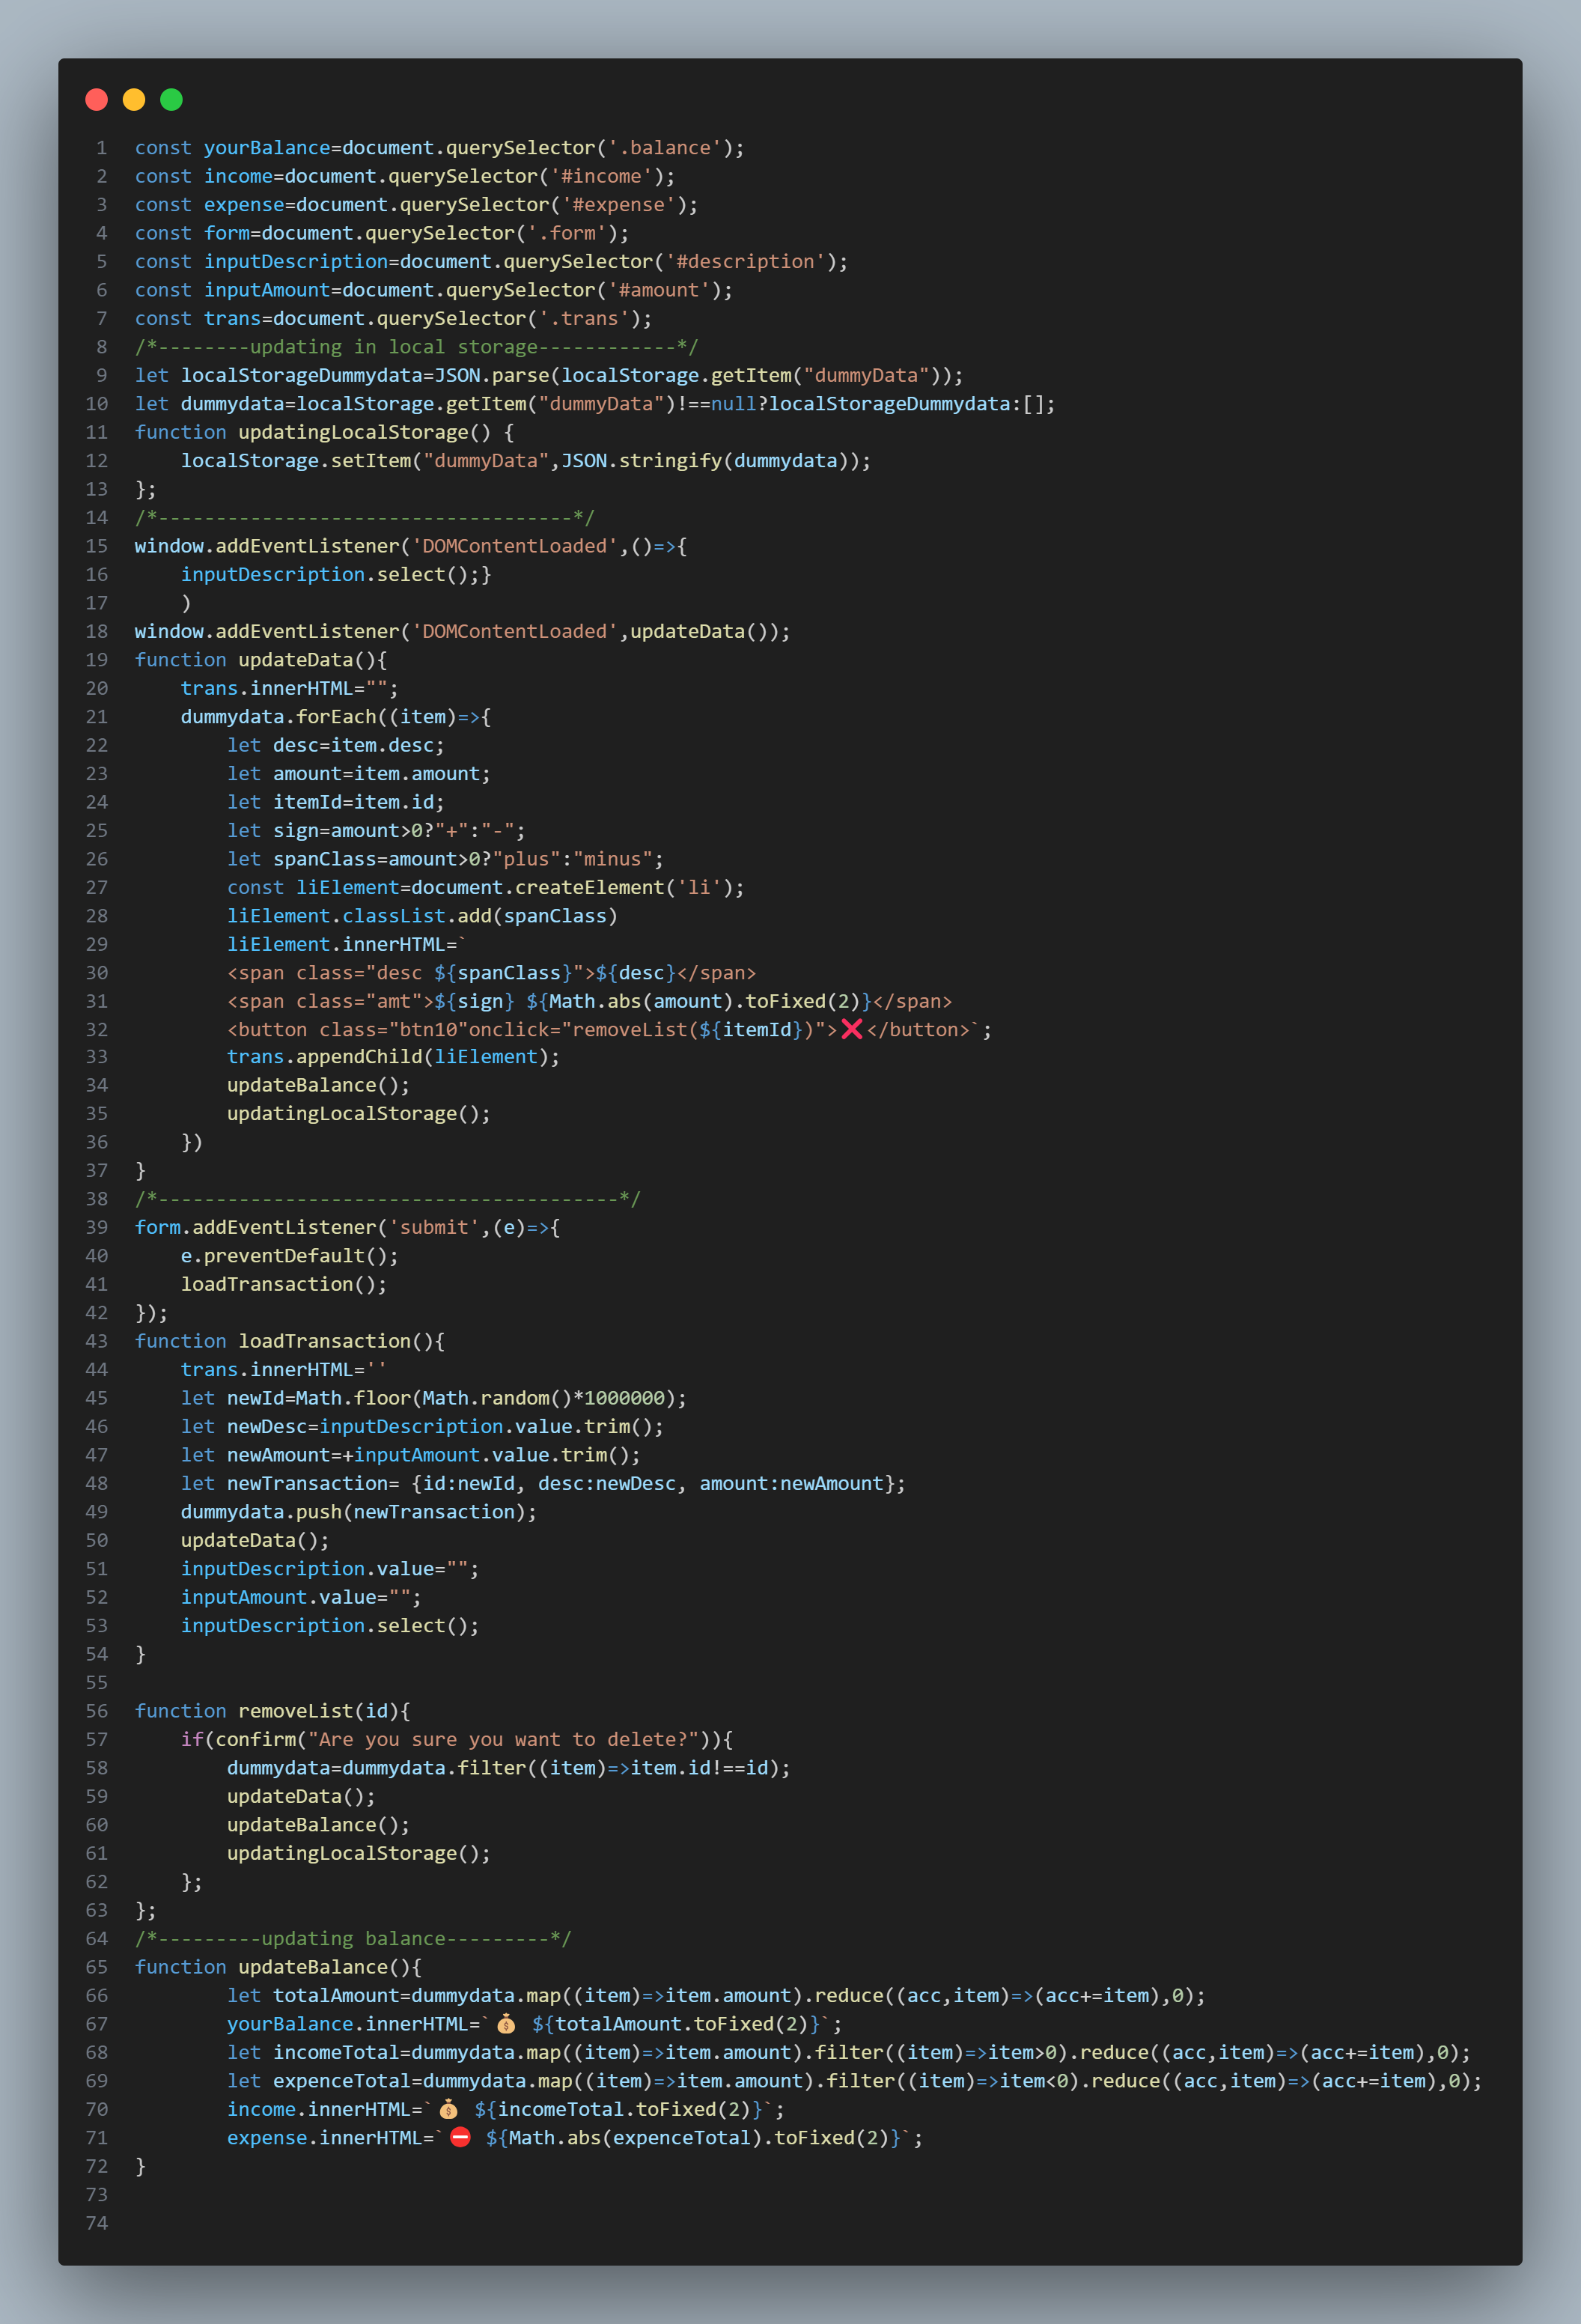 1 const yourBalance=document.querySelector('.balance');
2 const income=document.querySelector('#income');
3 const expense=document.querySelector('#expense');
4 const form=document.querySelector('.form');
5 const inputDescription=document.querySelector('#description');
6 const inputAmount=document.querySelector('#amount');
7 const trans=document.querySelector('.trans');
8 /*--------updating in local storage------------*/
9 let localStorageDummydata=JSON.parse(localStorage.getItem("dummyData"));
10 let dummydata=localStorage.getItem("dummyData")!==null?localStorageDummydata:[];
11 function updatingLocalStorage() {
12     localStorage.setItem("dummyData",JSON.stringify(dummydata));
13 };
14 /*------------------------------------*/
15 window.addEventListener('DOMContentLoaded',()=>{
16     inputDescription.select();}
17     )
18 window.addEventListener('DOMContentLoaded',updateData());
19 function updateData(){
20     trans.innerHTML="";
21     dummydata.forEach((item)=>{
22         let desc=item.desc;
23         let amount=item.amount;
24         let itemId=item.id;
25         let sign=amount>0?"+":"-";
26         let spanClass=amount>0?"plus":"minus";
27         const liElement=document.createElement('li');
28         liElement.classList.add(spanClass)
29         liElement.innerHTML=`
30         <span class="desc ${spanClass}">${desc}</span>
31         <span class="amt">${sign} ${Math.abs(amount).toFixed(2)}</span>
32         <button class="btn10"onclick="removeList(${itemId})">❌</button>`;
33         trans.appendChild(liElement);
34         updateBalance();
35         updatingLocalStorage();
36     })
37 }
38 /*----------------------------------------*/
39 form.addEventListener('submit',(e)=>{
40     e.preventDefault();
41     loadTransaction();
42 });
43 function loadTransaction(){
44     trans.innerHTML=''
45     let newId=Math.floor(Math.random()*1000000);
46     let newDesc=inputDescription.value.trim();
47     let newAmount=+inputAmount.value.trim();
48     let newTransaction= {id:newId, desc:newDesc, amount:newAmount};
49     dummydata.push(newTransaction);
50     updateData();
51     inputDescription.value="";
52     inputAmount.value="";
53     inputDescription.select();
54 }
55
56 function removeList(id){
57     if(confirm("Are you sure you want to delete?")){
58         dummydata=dummydata.filter((item)=>item.id!==id);
59         updateData();
60         updateBalance();
61         updatingLocalStorage();
62     };
63 };
64 /*---------updating balance---------*/
65 function updateBalance(){
66         let totalAmount=dummydata.map((item)=>item.amount).reduce((acc,item)=>(acc+=item),0);
67         yourBalance.innerHTML=`💰 ${totalAmount.toFixed(2)}`;
68         let incomeTotal=dummydata.map((item)=>item.amount).filter((item)=>item>0).reduce((acc,item)=>(acc+=item),0);
69         let expenceTotal=dummydata.map((item)=>item.amount).filter((item)=>item<0).reduce((acc,item)=>(acc+=item),0);
70         income.innerHTML=`💰 ${incomeTotal.toFixed(2)}`;
71         expense.innerHTML=`⛔ ${Math.abs(expenceTotal).toFixed(2)}`;
72 }
73
74